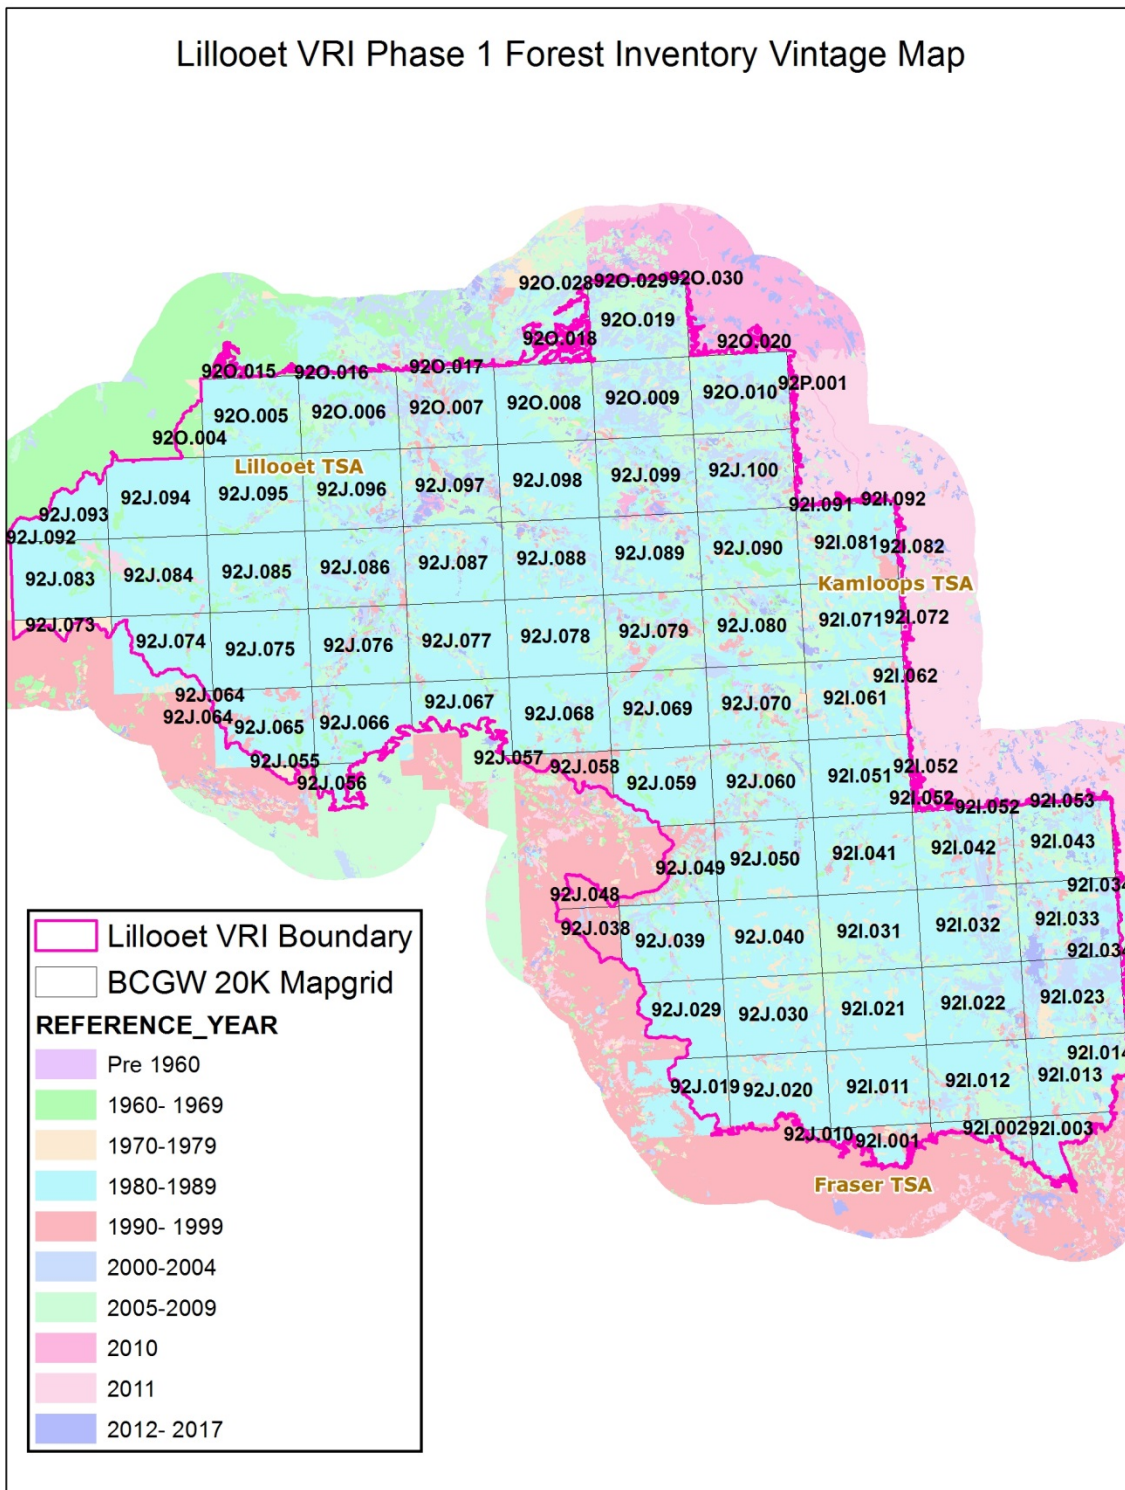 Lillooet VRI Phase 1 Forest Inventory Vintage Map
92O.028 92O.029 92O.030
92O.019
92O.018 92O.020
92O.015 92O.016 92O.017 92P.001
92O.005 92O.006 92O.007 92O.008 92O.009 92O.010
92O.004
Lillooet TSA
92J.094 92J.095 92J.096 92J.097 92J.098 92J.099 92J.100
92J.093 92I.091 92I.092
92J.092
92J.083 92J.084 92J.085 92J.086 92J.087 92J.088 92J.089 92J.090 92I.081 92I.082
Kamloops TSA
92J.073 92J.074 92J.075 92J.076 92J.077 92J.078 92J.079 92J.080 92I.071 92I.072
92I.062
92J.064 92J.067 92J.068 92J.069 92J.070 92I.061
92J.064 92J.065 92J.066
92J.055 92J.057 92J.058 92I.052
92J.056 92J.059 92J.060 92I.051
92I.052 92I.052 92I.053
92J.049 92J.050 92I.041 92I.042 92I.043
92J.048 92I.034
92J.038 92J.039 92J.040 92I.031 92I.032 92I.033
92I.034
92J.029 92J.030 92I.021 92I.022 92I.023
92I.014
92J.019 92J.020 92I.011 92I.012 92I.013
92J.010 92I.001 92I.002 92I.003
Fraser TSA
Lillooet VRI Boundary
BCGW 20K Mapgrid
REFERENCE_YEAR
Pre 1960
1960- 1969
1970-1979
1980-1989
1990- 1999
2000-2004
2005-2009
2010
2011
2012- 2017